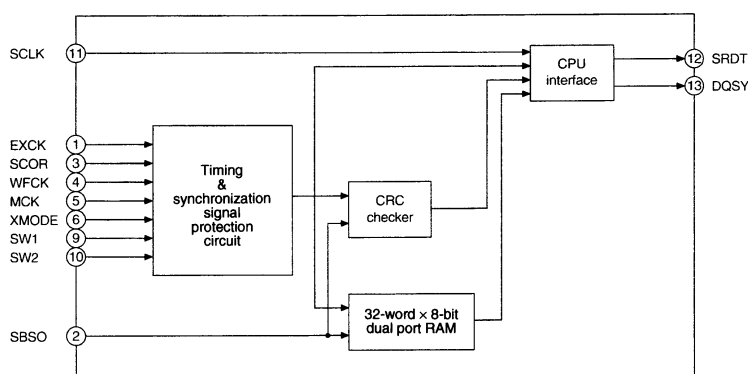 SCLK 11
CPU
interface
12 SRDT
13 DQSY
EXCK 1
SCOR 3
WFCK 4
MCK 5
XMODE 6
SW1 9
SW2 10
Timing
&
synchronization
signal
protection
circuit
CRC
checker
32-word × 8-bit
dual port RAM
SBSO 2